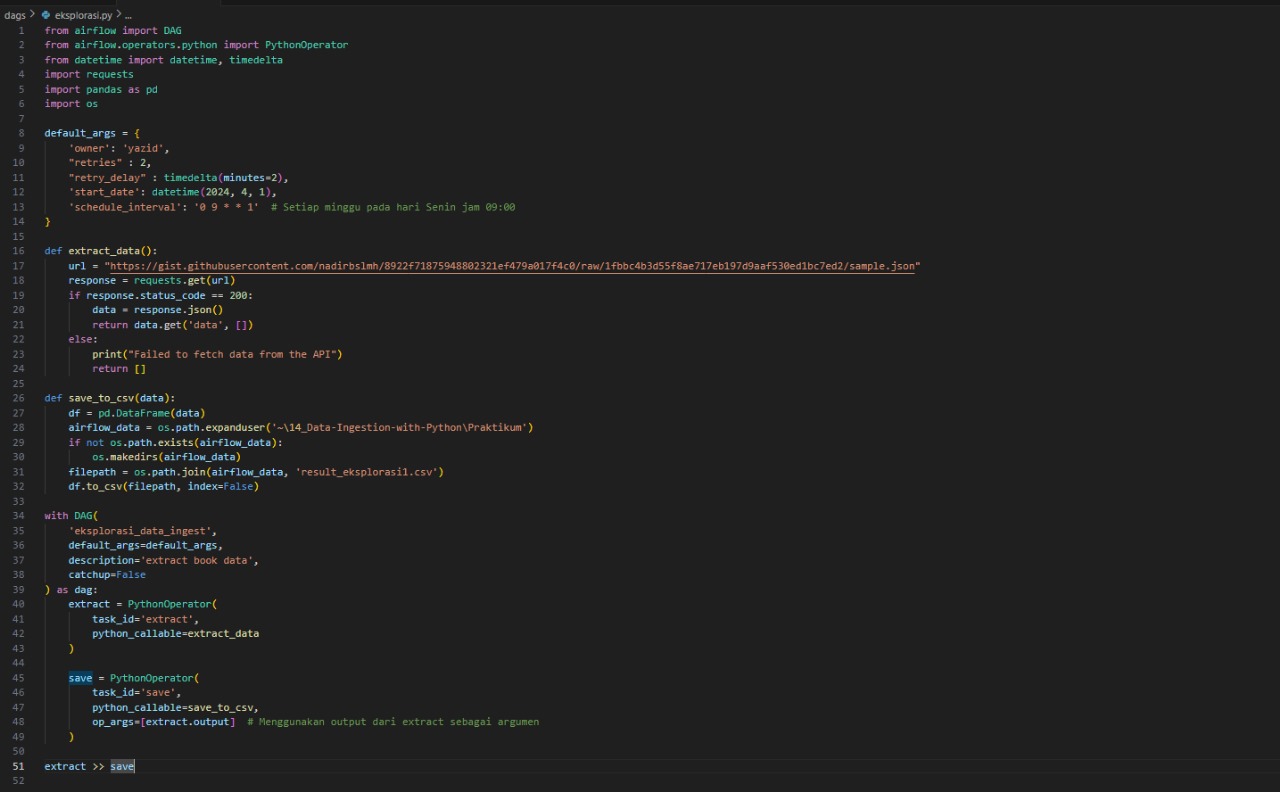 dags > eksplorasi.py > ...
1 from airflow import DAG
2 from airflow.operators.python import PythonOperator
3 from datetime import datetime, timedelta
4 import requests
5 import pandas as pd
6 import os
7
8 default_args = {
9     'owner': 'yazid',
10     "retries" : 2,
11     "retry_delay" : timedelta(minutes=2),
12     'start_date': datetime(2024, 4, 1),
13     'schedule_interval': '0 9 * * 1'  # Setiap minggu pada hari Senin jam 09:00
14 }
15
16 def extract_data():
17     url = "https://gist.githubusercontent.com/nadirbslmh/8922f71875948802321ef479a017f4c0/raw/1fbbc4b3d55f8ae717eb197d9aaf530ed1bc7ed2/sample.json"
18     response = requests.get(url)
19     if response.status_code == 200:
20         data = response.json()
21         return data.get('data', [])
22     else:
23         print("Failed to fetch data from the API")
24         return []
25
26 def save_to_csv(data):
27     df = pd.DataFrame(data)
28     airflow_data = os.path.expanduser('~\14_Data-Ingestion-with-Python\Praktikum')
29     if not os.path.exists(airflow_data):
30         os.makedirs(airflow_data)
31     filepath = os.path.join(airflow_data, 'result_eksplorasi1.csv')
32     df.to_csv(filepath, index=False)
33
34 with DAG(
35     'eksplorasi_data_ingest',
36     default_args=default_args,
37     description='extract book data',
38     catchup=False
39 ) as dag:
40     extract = PythonOperator(
41         task_id='extract',
42         python_callable=extract_data
43     )
44
45     save = PythonOperator(
46         task_id='save',
47         python_callable=save_to_csv,
48         op_args=[extract.output]  # Menggunakan output dari extract sebagai argumen
49     )
50
51 extract >> save
52